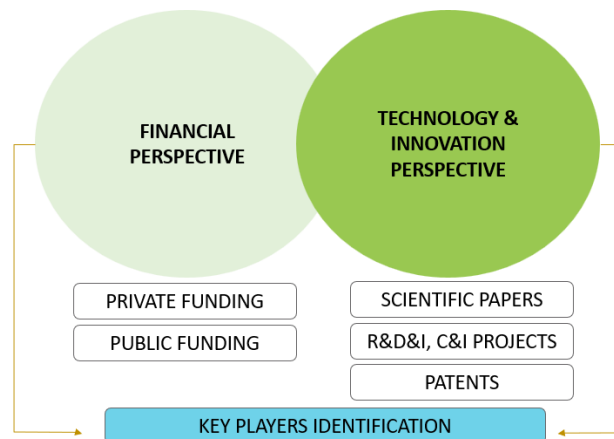 FINANCIAL
PERSPECTIVE
TECHNOLOGY &
INNOVATION
PERSPECTIVE
PRIVATE FUNDING
PUBLIC FUNDING
SCIENTIFIC PAPERS
R&D&I, C&I PROJECTS
PATENTS
KEY PLAYERS IDENTIFICATION